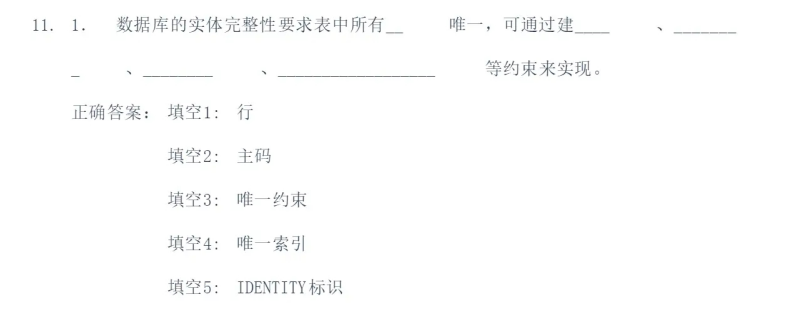 11. 1. 数据库的实体完整性要求表中所有__ 唯一，可通过建____ 、_______
_ 、________ 、__________________ 等约束来实现。
正确答案： 填空1: 行
填空2: 主码
填空3: 唯一约束
填空4: 唯一索引
填空5: IDENTITY标识